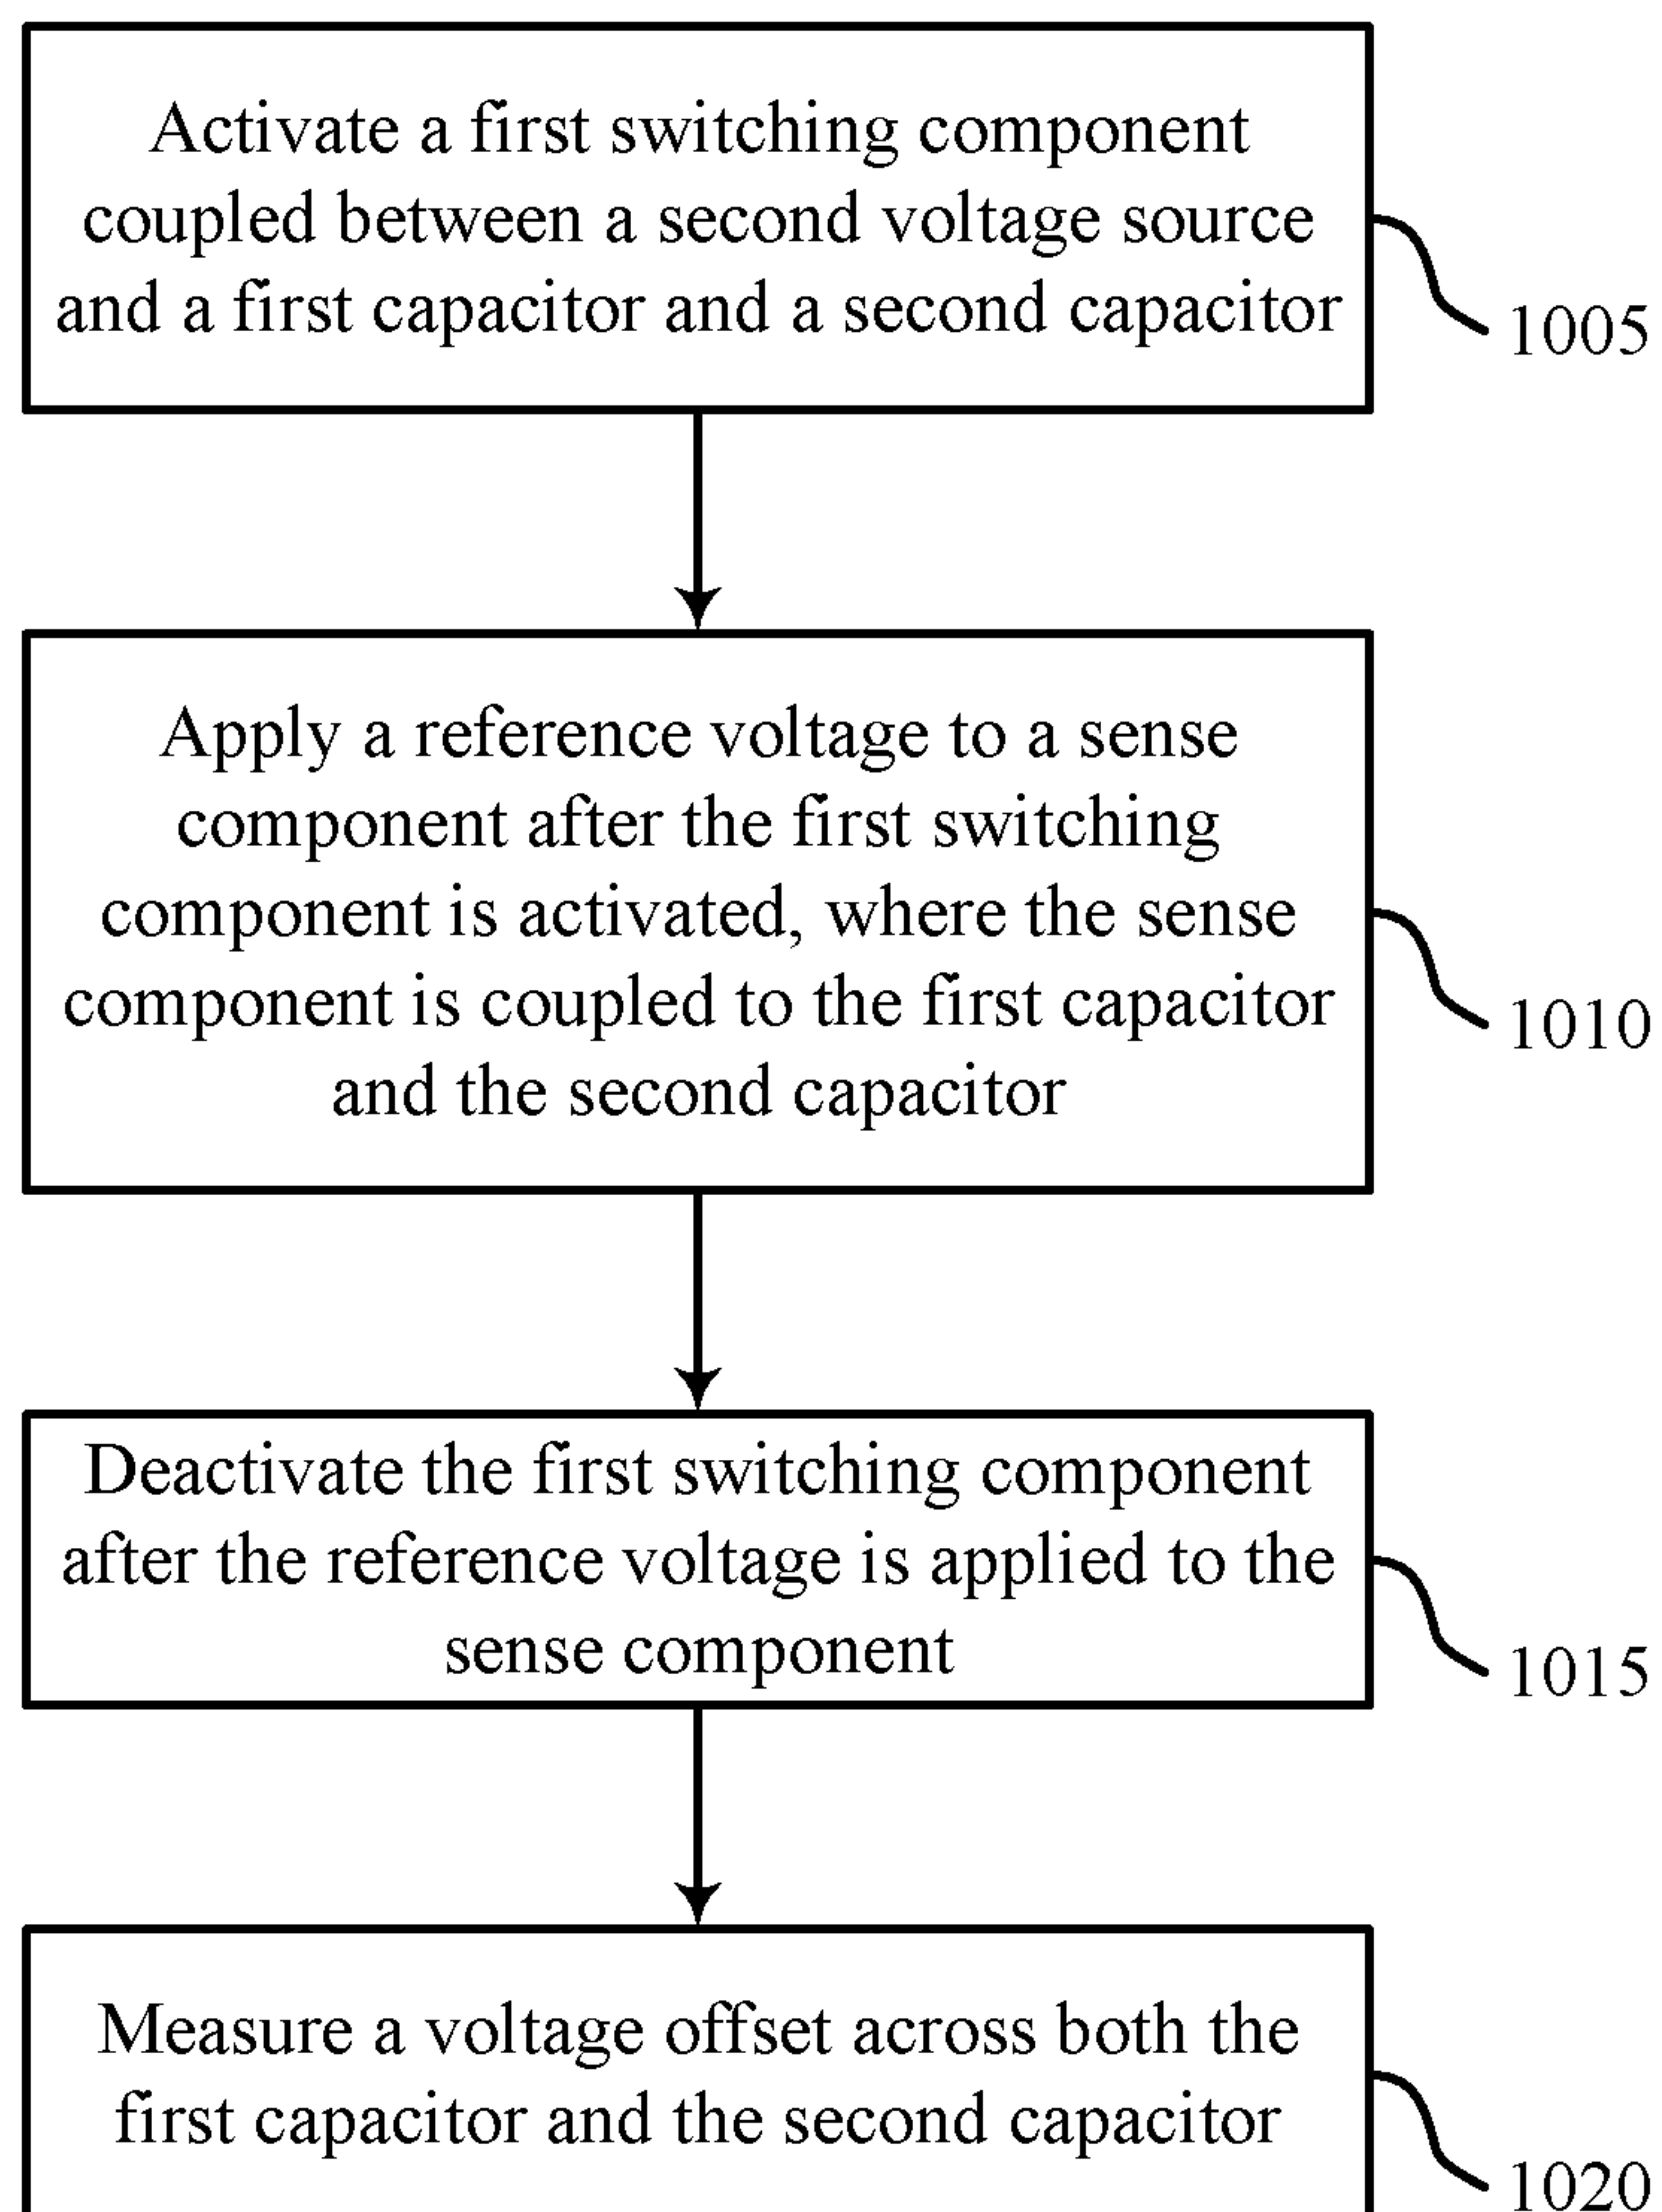 Activate a first switching component
coupled between a second voltage source
and a first capacitor and a second capacitor
1005
Apply a reference voltage to a sense
component after the first switching
component is activated, where the sense
component is coupled to the first capacitor
and the second capacitor
1010
Deactivate the first switching component
after the reference voltage is applied to the
sense component
1015
Measure a voltage offset across both the
first capacitor and the second capacitor
1020